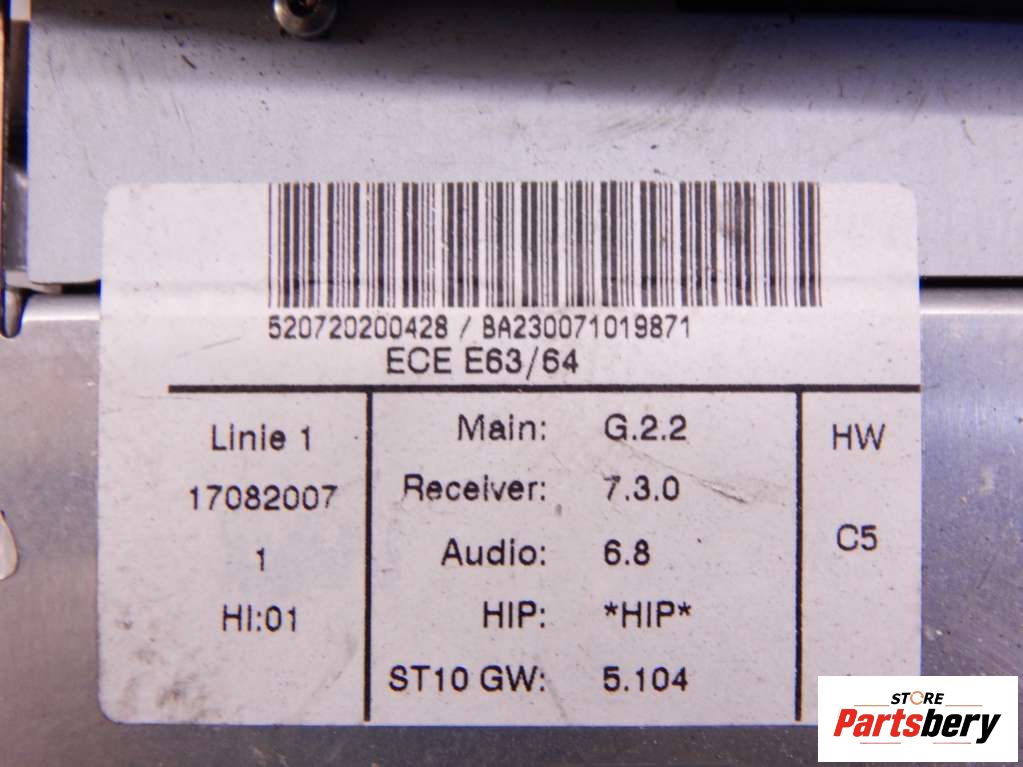 520720200428 / BA230071019871
ECE E63/64
Linie 1
17082007
1
HI:01
Main: G.2.2
Receiver: 7.3.0
Audio: 6.8
HIP: *HIP*
ST10 GW: 5.104
HW
C5
STORE
Partsbery